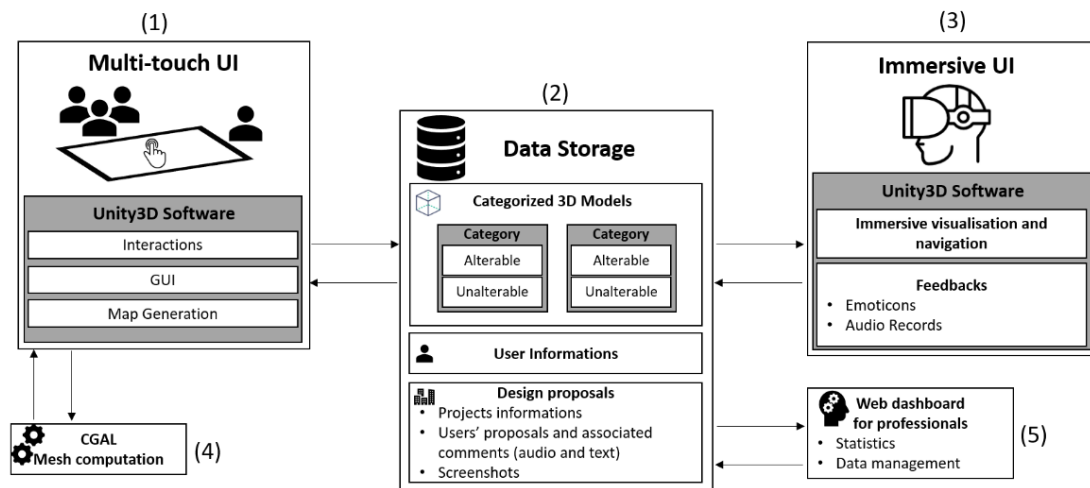 (1)
Multi-touch UI
Unity3D Software
Interactions
GUI
Map Generation
CGAL
Mesh computation
(4)
(2)
Data Storage
Categorized 3D Models
Category
Alterable
Unalterable
Category
Alterable
Unalterable
User Informations
Design proposals
• Projects informations
• Users' proposals and associated
comments (audio and text)
• Screenshots
(3)
Immersive UI
Unity3D Software
Immersive visualisation and
navigation
Feedbacks
• Emoticons
• Audio Records
Web dashboard
for professionals
• Statistics
• Data management
(5)